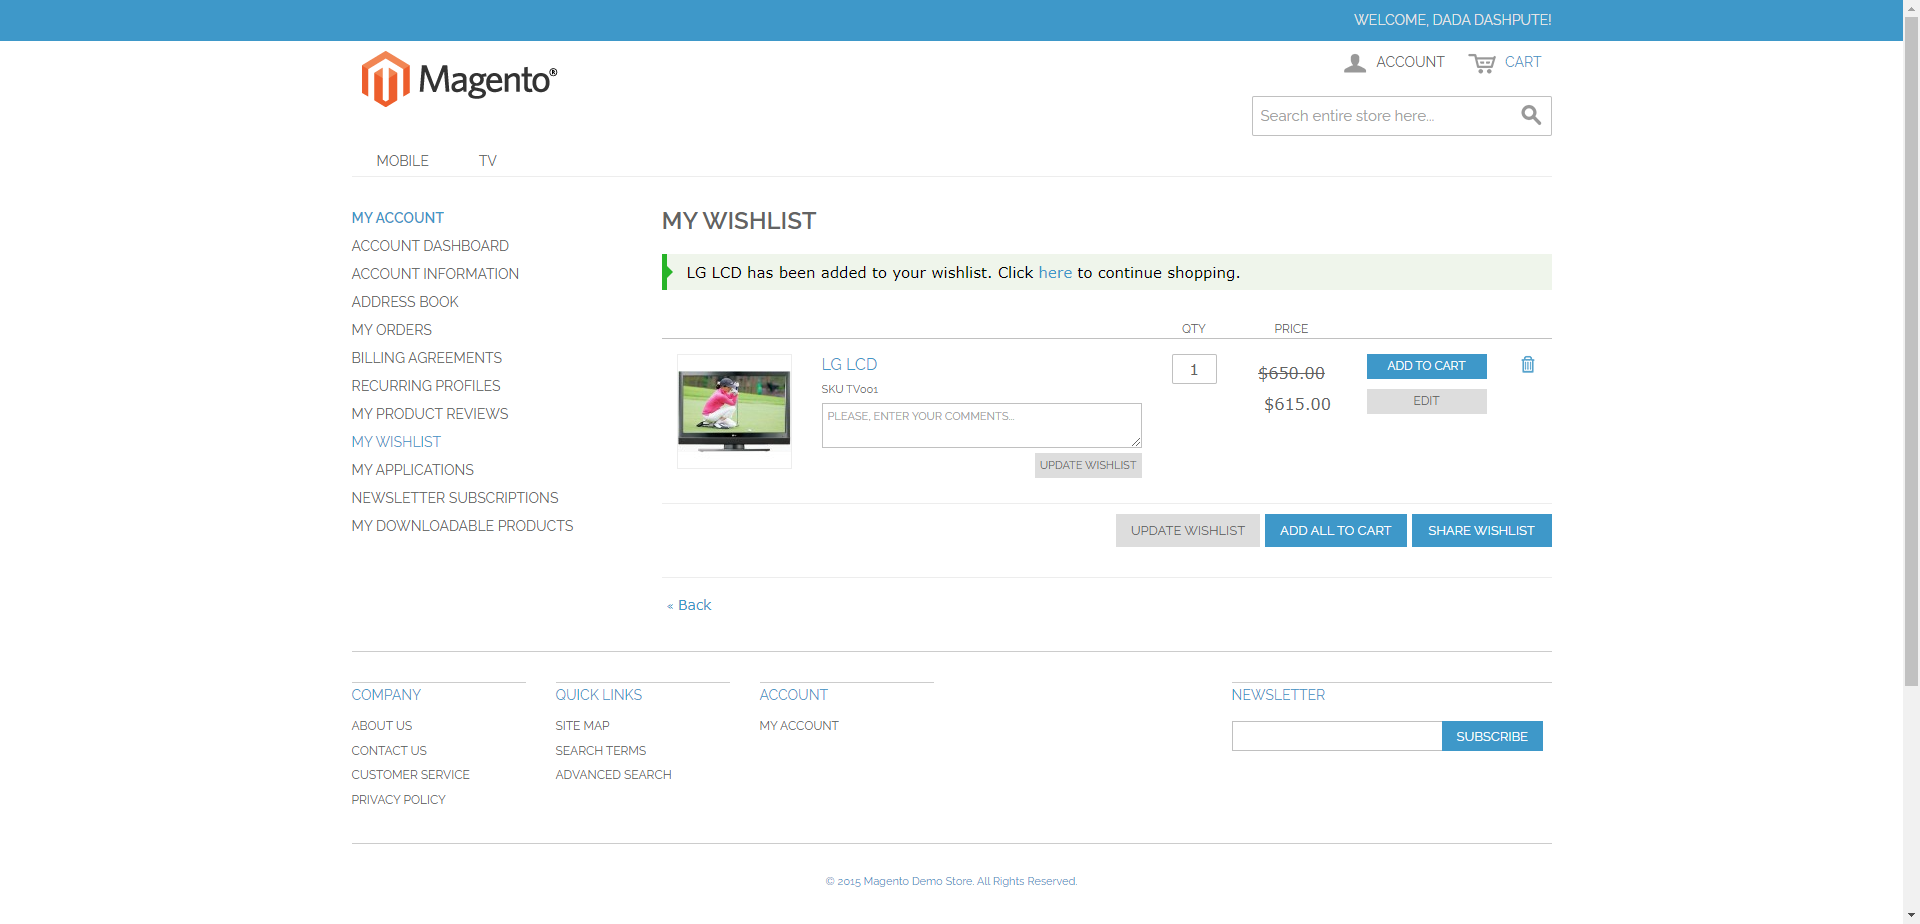 WELCOME, DADA DASHPUTE!
Magento®
ACCOUNT
CART
Search entire store here...
MOBILE
TV
MY ACCOUNT
ACCOUNT DASHBOARD
ACCOUNT INFORMATION
ADDRESS BOOK
MY ORDERS
BILLING AGREEMENTS
RECURRING PROFILES
MY PRODUCT REVIEWS
MY WISHLIST
MY APPLICATIONS
NEWSLETTER SUBSCRIPTIONS
MY DOWNLOADABLE PRODUCTS
MY WISHLIST
LG LCD has been added to your wishlist. Click here to continue shopping.
QTY PRICE
LG LCD
SKU TV001
PLEASE, ENTER YOUR COMMENTS...
UPDATE WISHLIST
1
$650.00
$615.00
ADD TO CART
EDIT
UPDATE WISHLIST
ADD ALL TO CART
SHARE WISHLIST
« Back
COMPANY
ABOUT US
CONTACT US
CUSTOMER SERVICE
PRIVACY POLICY
QUICK LINKS
SITE MAP
SEARCH TERMS
ADVANCED SEARCH
ACCOUNT
MY ACCOUNT
NEWSLETTER
SUBSCRIBE
© 2015 Magento Demo Store. All Rights Reserved.